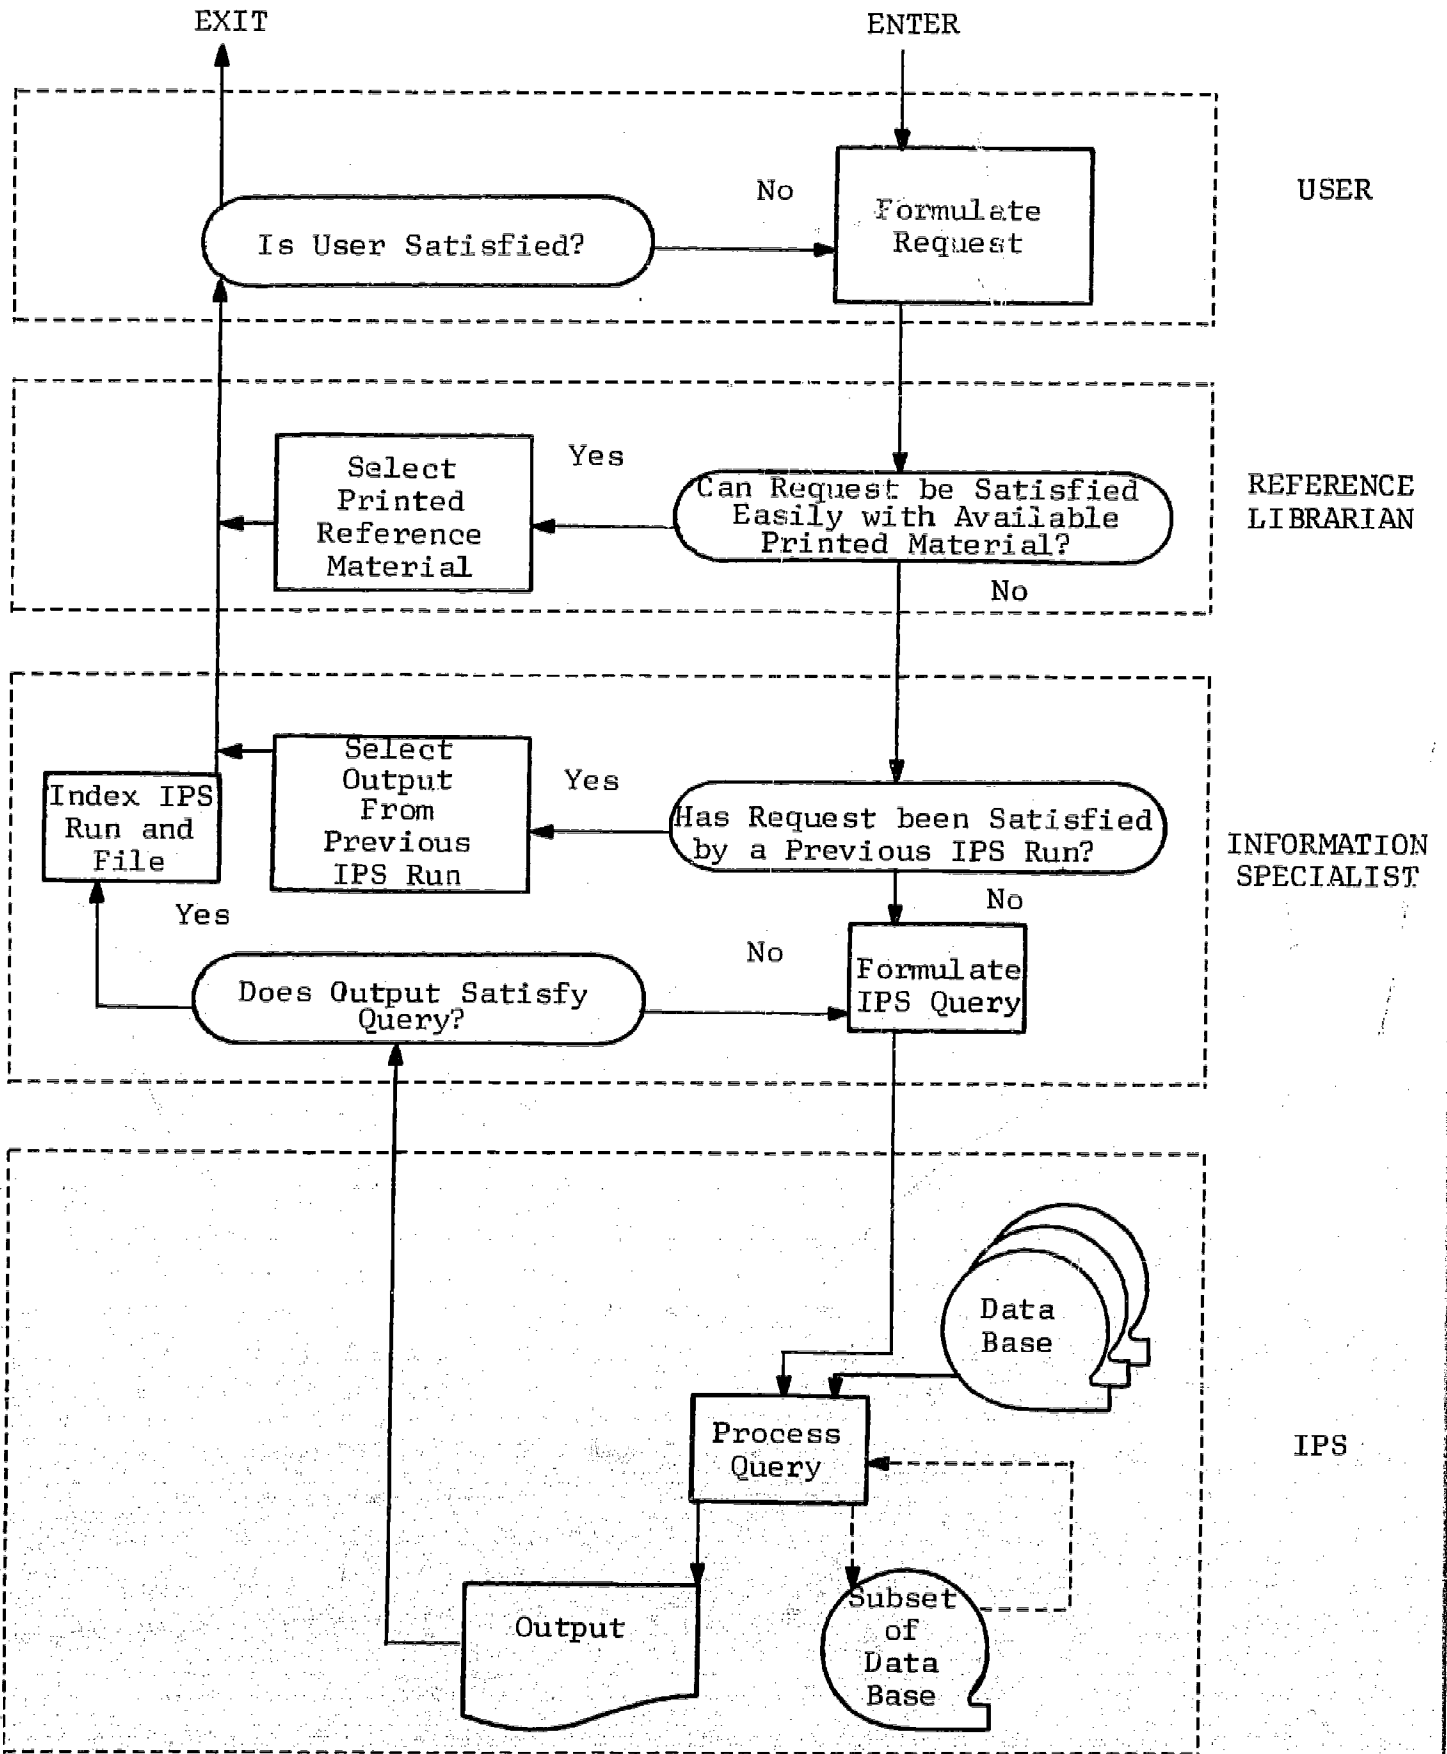 EXIT
ENTER
No
Formulate
Request
USER
Is User Satisfied?
Select
Printed
Reference
Material
Yes
Can Request be Satisfied
Easily with Available
Printed Material?
REFERENCE
LIBRARIAN
No
Index IPS
Run and
File
Select
Output
From
Previous
IPS Run
Yes
Has Request been Satisfied
by a Previous IPS Run?
INFORMATION
SPECIALIST
Yes
No
No
Does Output Satisfy
Query?
Formulate
IPS Query
Data
Base
Process
Query
IPS
Output
Subset
of
Data
Base